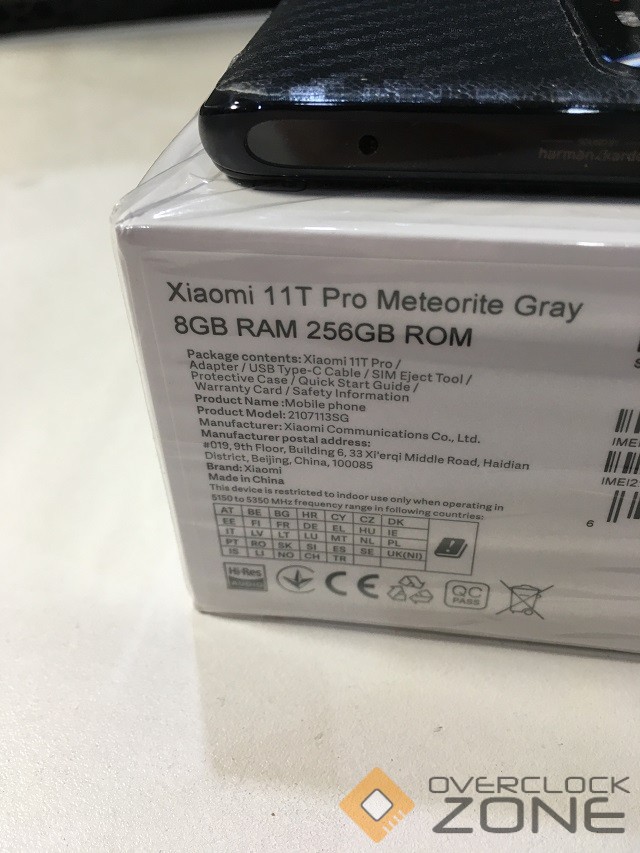 harman/kardo
Xiaomi 11T Pro Meteorite Gray
8GB RAM 256GB ROM
Package contents: Xiaomi 11T Pro /
Adapter / USB Type-C Cable / SIM Eject Tool /
Protective Case / Quick Start Guide /
Warranty Card / Safety Information
Product Name :Mobile phone
Product Model: 2107113SG
Manufacturer: Xiaomi Communications Co., Ltd.
Manufacturer postal address:
#019, 9th Floor, Building 6, 33 Xi'erqi Middle Road, Haidian
District, Beijing, China, 100085
Brand: Xiaomi
Made in China
This device is restricted to indoor use only when operating in
5150 to 5350 MHz frequency range in following countries:
AT BE BG HR CY CZ DK
EE FI FR DE EL HU IE
IT LV LT LU MT NL PL
PT RO SK SI ES SE UK(NI)
IS LI NO CH TR
Hi-Res
AUDIO
CE
QC
PASS
S
IMEI
IMEI2
6
OVERCLOCK
ZONE